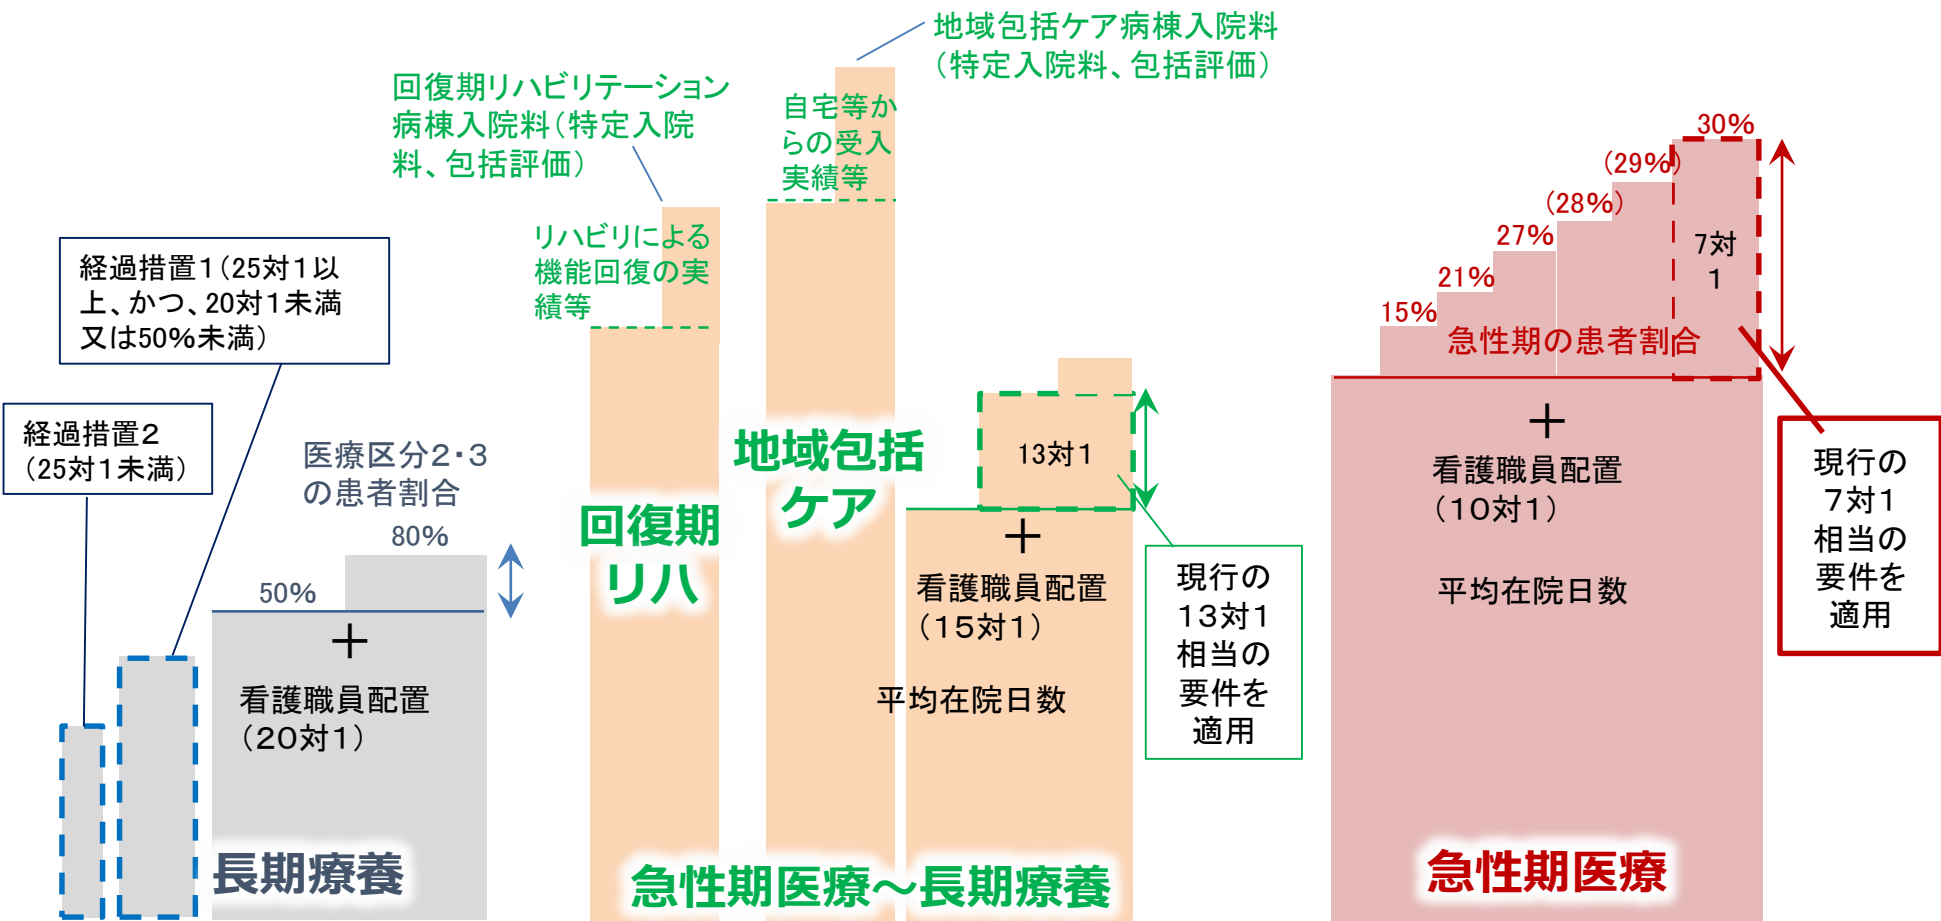 地域包括ケア病棟入院料
（特定入院料、包括評価）
回復期リハビリテーション
病棟入院料（特定入院
料、包括評価）
自宅等か
らの受入
実績等
リハビリによる
機能回復の実
績等
30%
(29%)
(28%)
27%
21%
15%
7対
1
急性期の患者割合
経過措置１（25対１以
上、かつ、20対１未満
又は50%未満）
経過措置２
（25対１未満）
医療区分２・３
の患者割合
80%
50%
＋
看護職員配置
（２０対１）
長期療養
回復期
リハ
地域包括
ケア
13対1
＋
看護職員配置
（１５対１）
平均在院日数
現行の
１３対１
相当の
要件を
適用
急性期医療～長期療養
＋
看護職員配置
（１０対１）
平均在院日数
現行の
７対１
相当の
要件を
適用
急性期医療